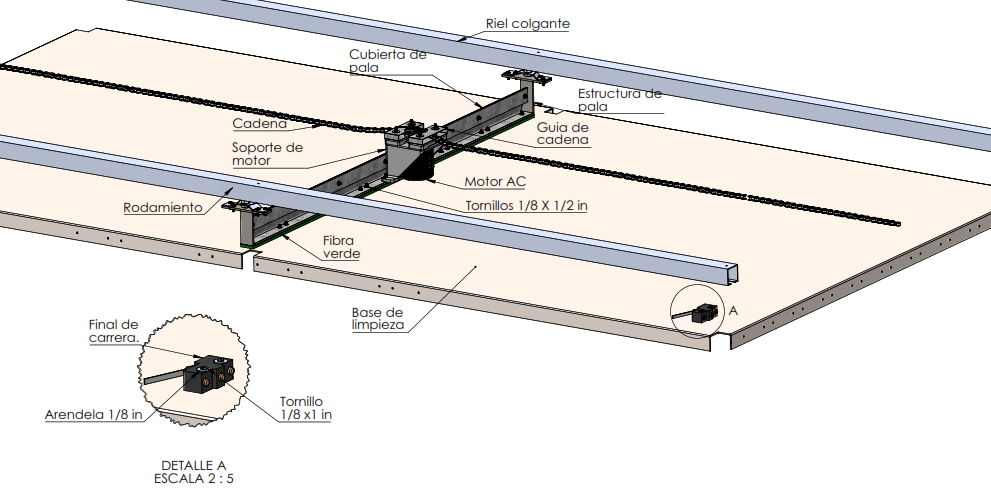 Riel colgante
Cubierta de
pala
Estructura de
pala
Cadena
Guia de
cadena
Soporte de
motor
Motor AC
Tornillos 1/8 X 1/2 in
Rodamiento
Fibra
verde
Base de
limpieza
A
Final de
carrera.
Arendela 1/8 in
Tornillo
1/8 x1 in
DETALLE A
ESCALA 2 : 5